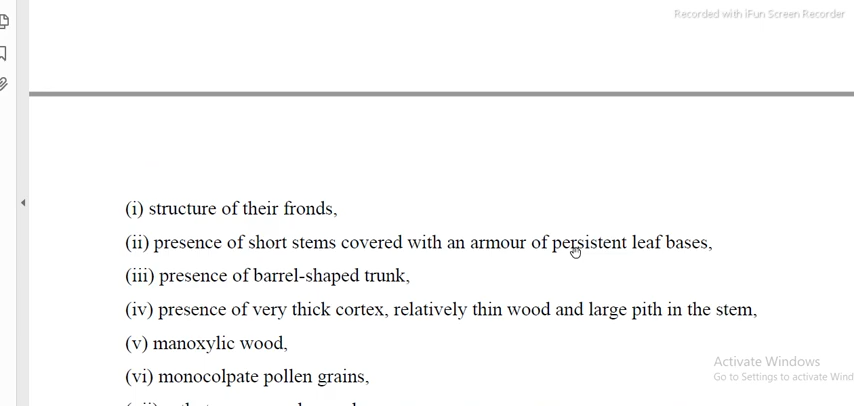 Recorded with iFun Screen Recorder
(i) structure of their fronds,
(ii) presence of short stems covered with an armour of persistent leaf bases,
(iii) presence of barrel-shaped trunk,
(iv) presence of very thick cortex, relatively thin wood and large pith in the stem,
(v) manoxylic wood,
Activate Windows
Go to Settings to activate Wind
(vi) monocolpate pollen grains,